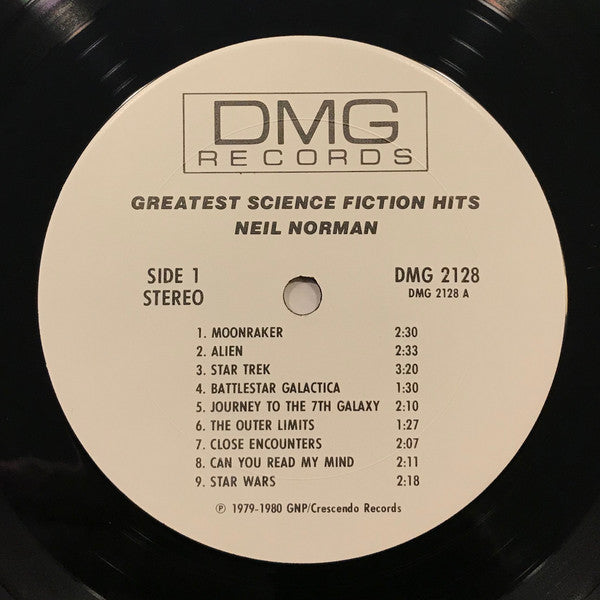 DMG
RECORDS
GREATEST SCIENCE FICTION HITS
NEIL NORMAN
SIDE 1
STEREO
DMG 2128
DMG 2128 A
1. MOONRAKER 2:30
2. ALIEN 2:33
3. STAR TREK 3:20
4. BATTLESTAR GALACTICA 1:30
5. JOURNEY TO THE 7TH GALAXY 2:10
6. THE OUTER LIMITS 1:27
7. CLOSE ENCOUNTERS 2:07
8. CAN YOU READ MY MIND 2:11
9. STAR WARS 2:18
℗ 1979-1980 GNP/Crescendo Records